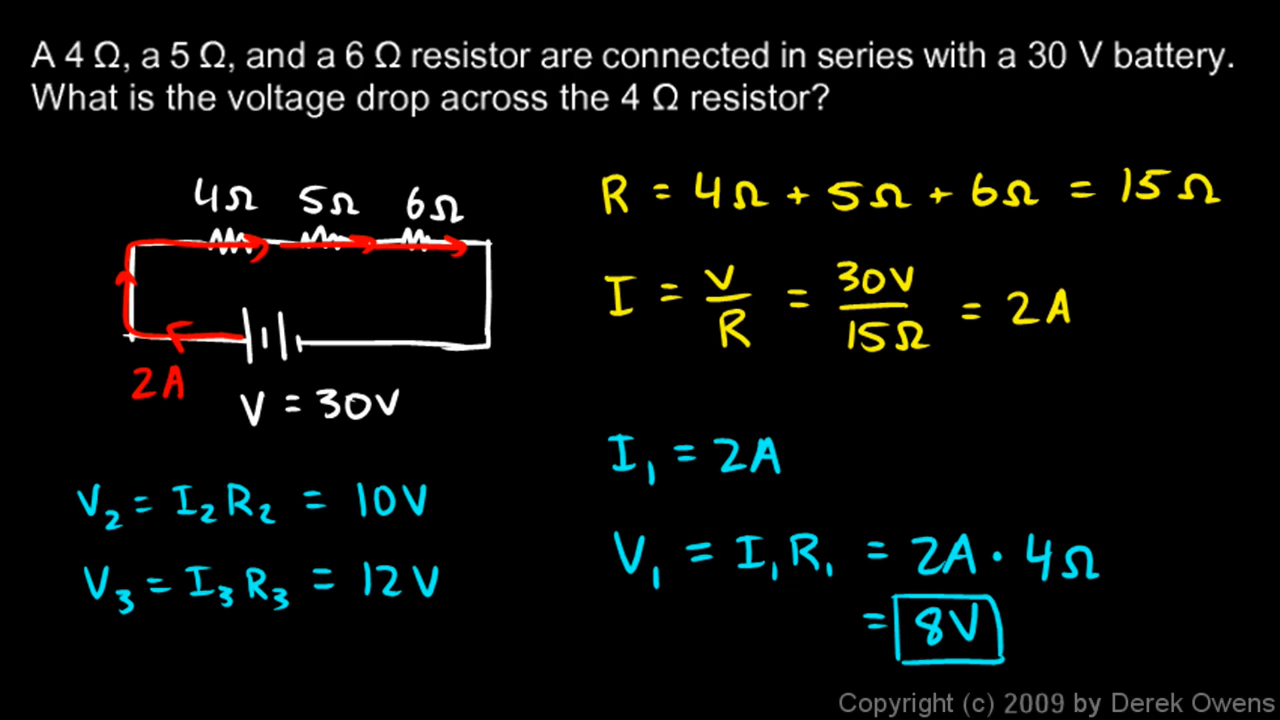 A 4 Ω, a 5 Ω, and a 6 Ω resistor are connected in series with a 30 V battery.
What is the voltage drop across the 4 Ω resistor?
4Ω 5Ω 6Ω
2A
V = 30V
R = 4Ω + 5Ω + 6Ω = 15Ω
I = V/R = 30V/15Ω = 2A
V₂ = I₂R₂ = 10V
V₃ = I₃R₃ = 12V
I₁ = 2A
V₁ = I₁R₁ = 2A · 4Ω
= 8V
Copyright (c) 2009 by Derek Owens